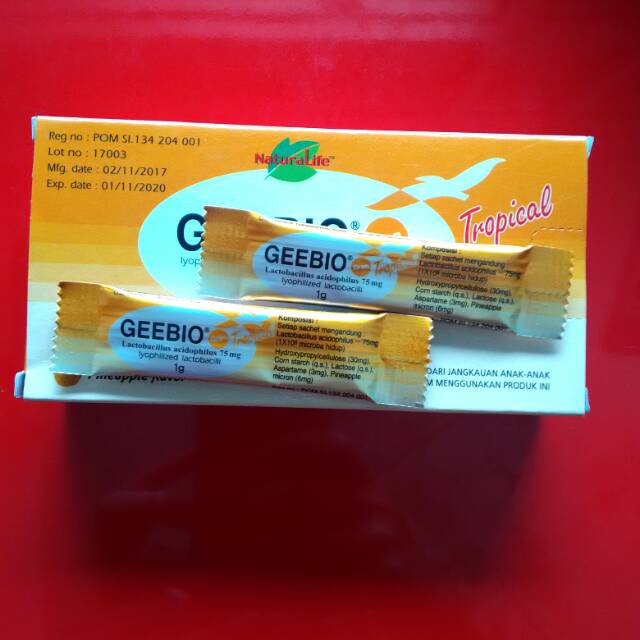 Reg no : POM SI.134 204 001
Lot no : 17003
Mfg. date : 02/11/2017
Exp. date : 01/11/2020
NaturaLife™
GEEBIO®
Tropical
GEEBIO®
Lactobacillus acidophilus 75 mg
lyophilized lactobacilli
1g
Komposisi :
Setiap sachet mengandung :
Lactobacillus acidophilus 75mg
Hydroxypropylcellulose (30mg),
Corn starch (q.s.), Lactose (q.s.),
Aspartame (3mg), Pineapple
micron (6mg)
GEEBIO®
Lactobacillus acidophilus 75 mg
lyophilized lactobacilli
1g
Komposisi :
Setiap sachet mengandung :
Lactobacillus acidophilus 75mg
Hydroxypropylcellulose (30mg),
Corn starch (q.s.), Lactose (q.s.),
Aspartame (3mg), Pineapple
micron (6mg)
Pineapple flavor
DARI JANGKAUAN ANAK-ANAK
MENGGUNAKAN PRODUK INI